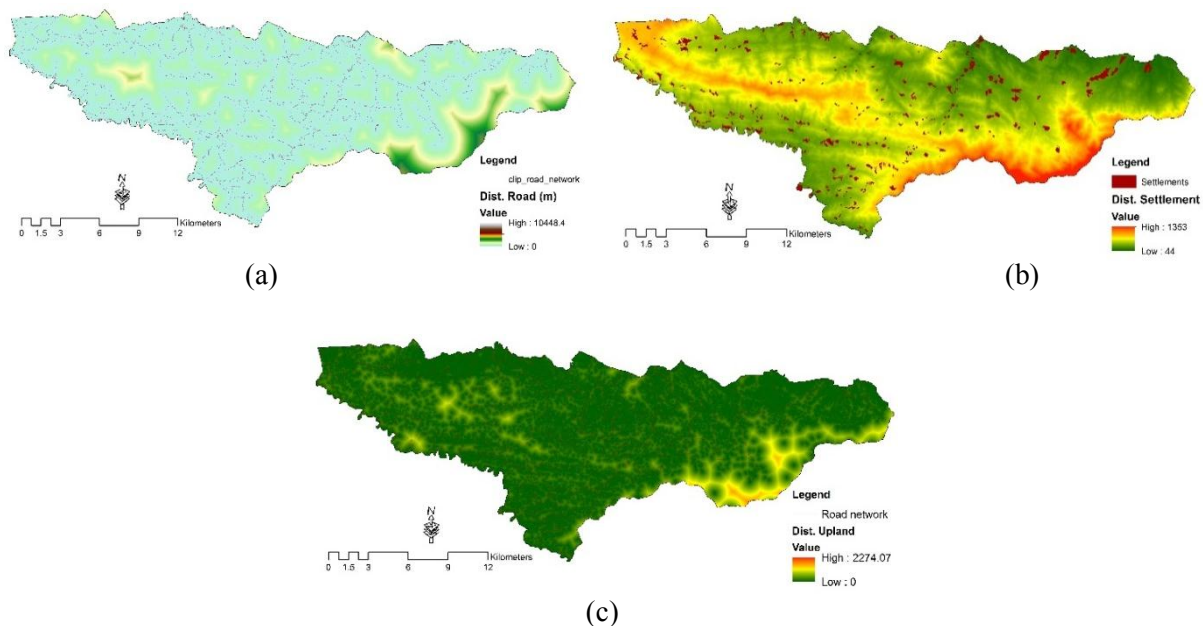 N
0 1.5 3 6 9 12 Kilometers
Legend
clip_road_network
Dist. Road (m)
Value
High : 10448.4
Low : 0
(a)
N
0 1.5 3 6 9 12 Kilometers
Legend
Settlements
Dist. Settlement
Value
High : 1353
Low : 44
(b)
N
0 1.5 3 6 9 12 Kilometers
Legend
Road network
Dist. Upland
Value
High : 2274.07
Low : 0
(c)